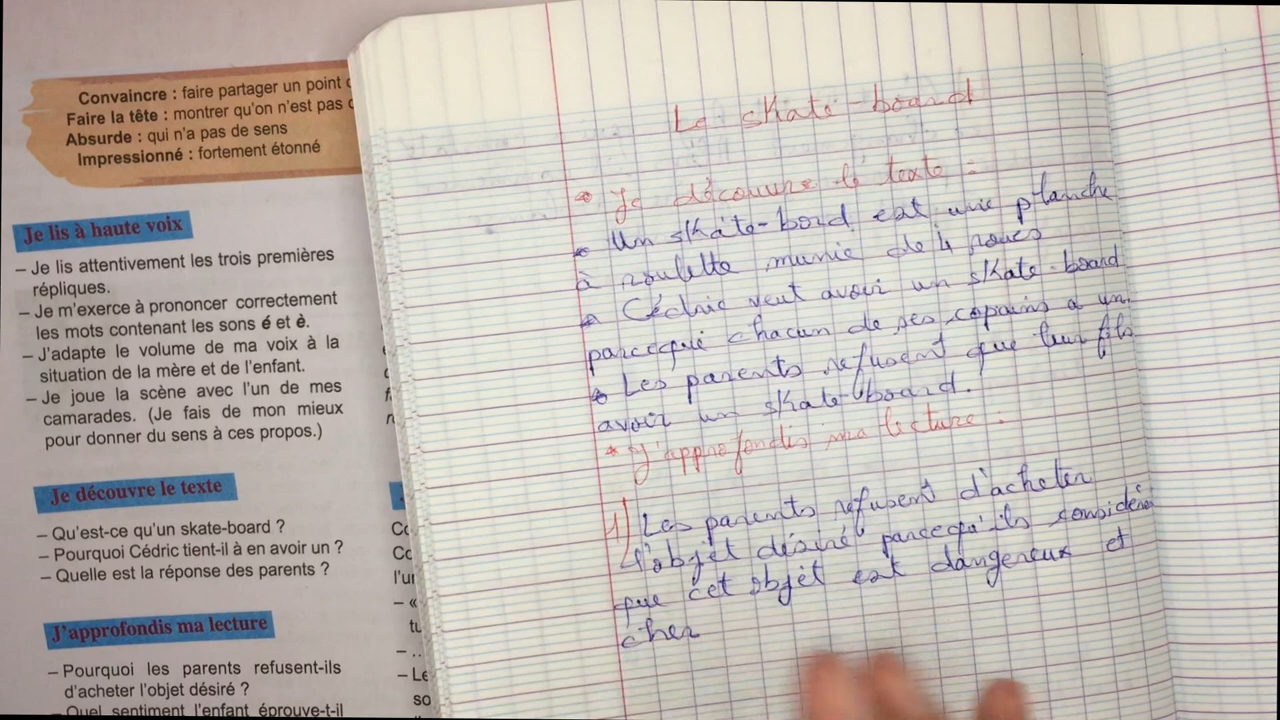 Convaincre : faire partager un point
Faire la tête : montrer qu'on n'est pas
Absurde : qui n'a pas de sens
Impressionné : fortement étonné
Je lis à haute voix
– Je lis attentivement les trois premières
répliques.
– Je m'exerce à prononcer correctement
les mots contenant les sons é et è.
– J'adapte le volume de ma voix à la
situation de la mère et de l'enfant.
– Je joue la scène avec l'un de mes
camarades. (Je fais de mon mieux
pour donner du sens à ces propos.)
Je découvre le texte
– Qu'est-ce qu'un skate-board ?
– Pourquoi Cédric tient-il à en avoir un ?
– Quelle est la réponse des parents ?
J'approfondis ma lecture
– Pourquoi les parents refusent-ils
d'acheter l'objet désiré ?
– Quel sentiment l'enfant éprouve-t-il
Le skate-board
* Je découvre le texte :
* Un skate-bord est une planche
à roulette munie de 4 roues
* Cédric veut avoir un skate-board
parceque chacun de ses copains a un.
* Les parents refusent que leur fils
avoir un skate-board.
* J'approfondis ma lecture :
1) Les parents refusent d'acheter
l'objet désiré parcequ'ils considère
que cet objet est dangereux et
cher